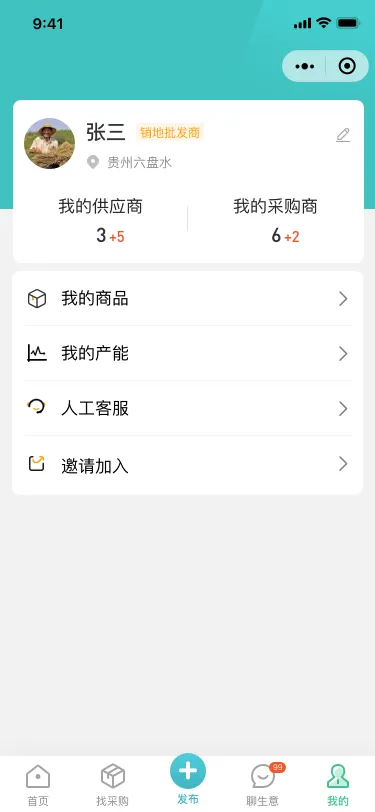 9:41
张三 销地批发商
贵州六盘水
我的供应商 我的采购商
3 +5 6 +2
我的商品
我的产能
人工客服
邀请加入
99
首页 找采购 发布 聊生意 我的